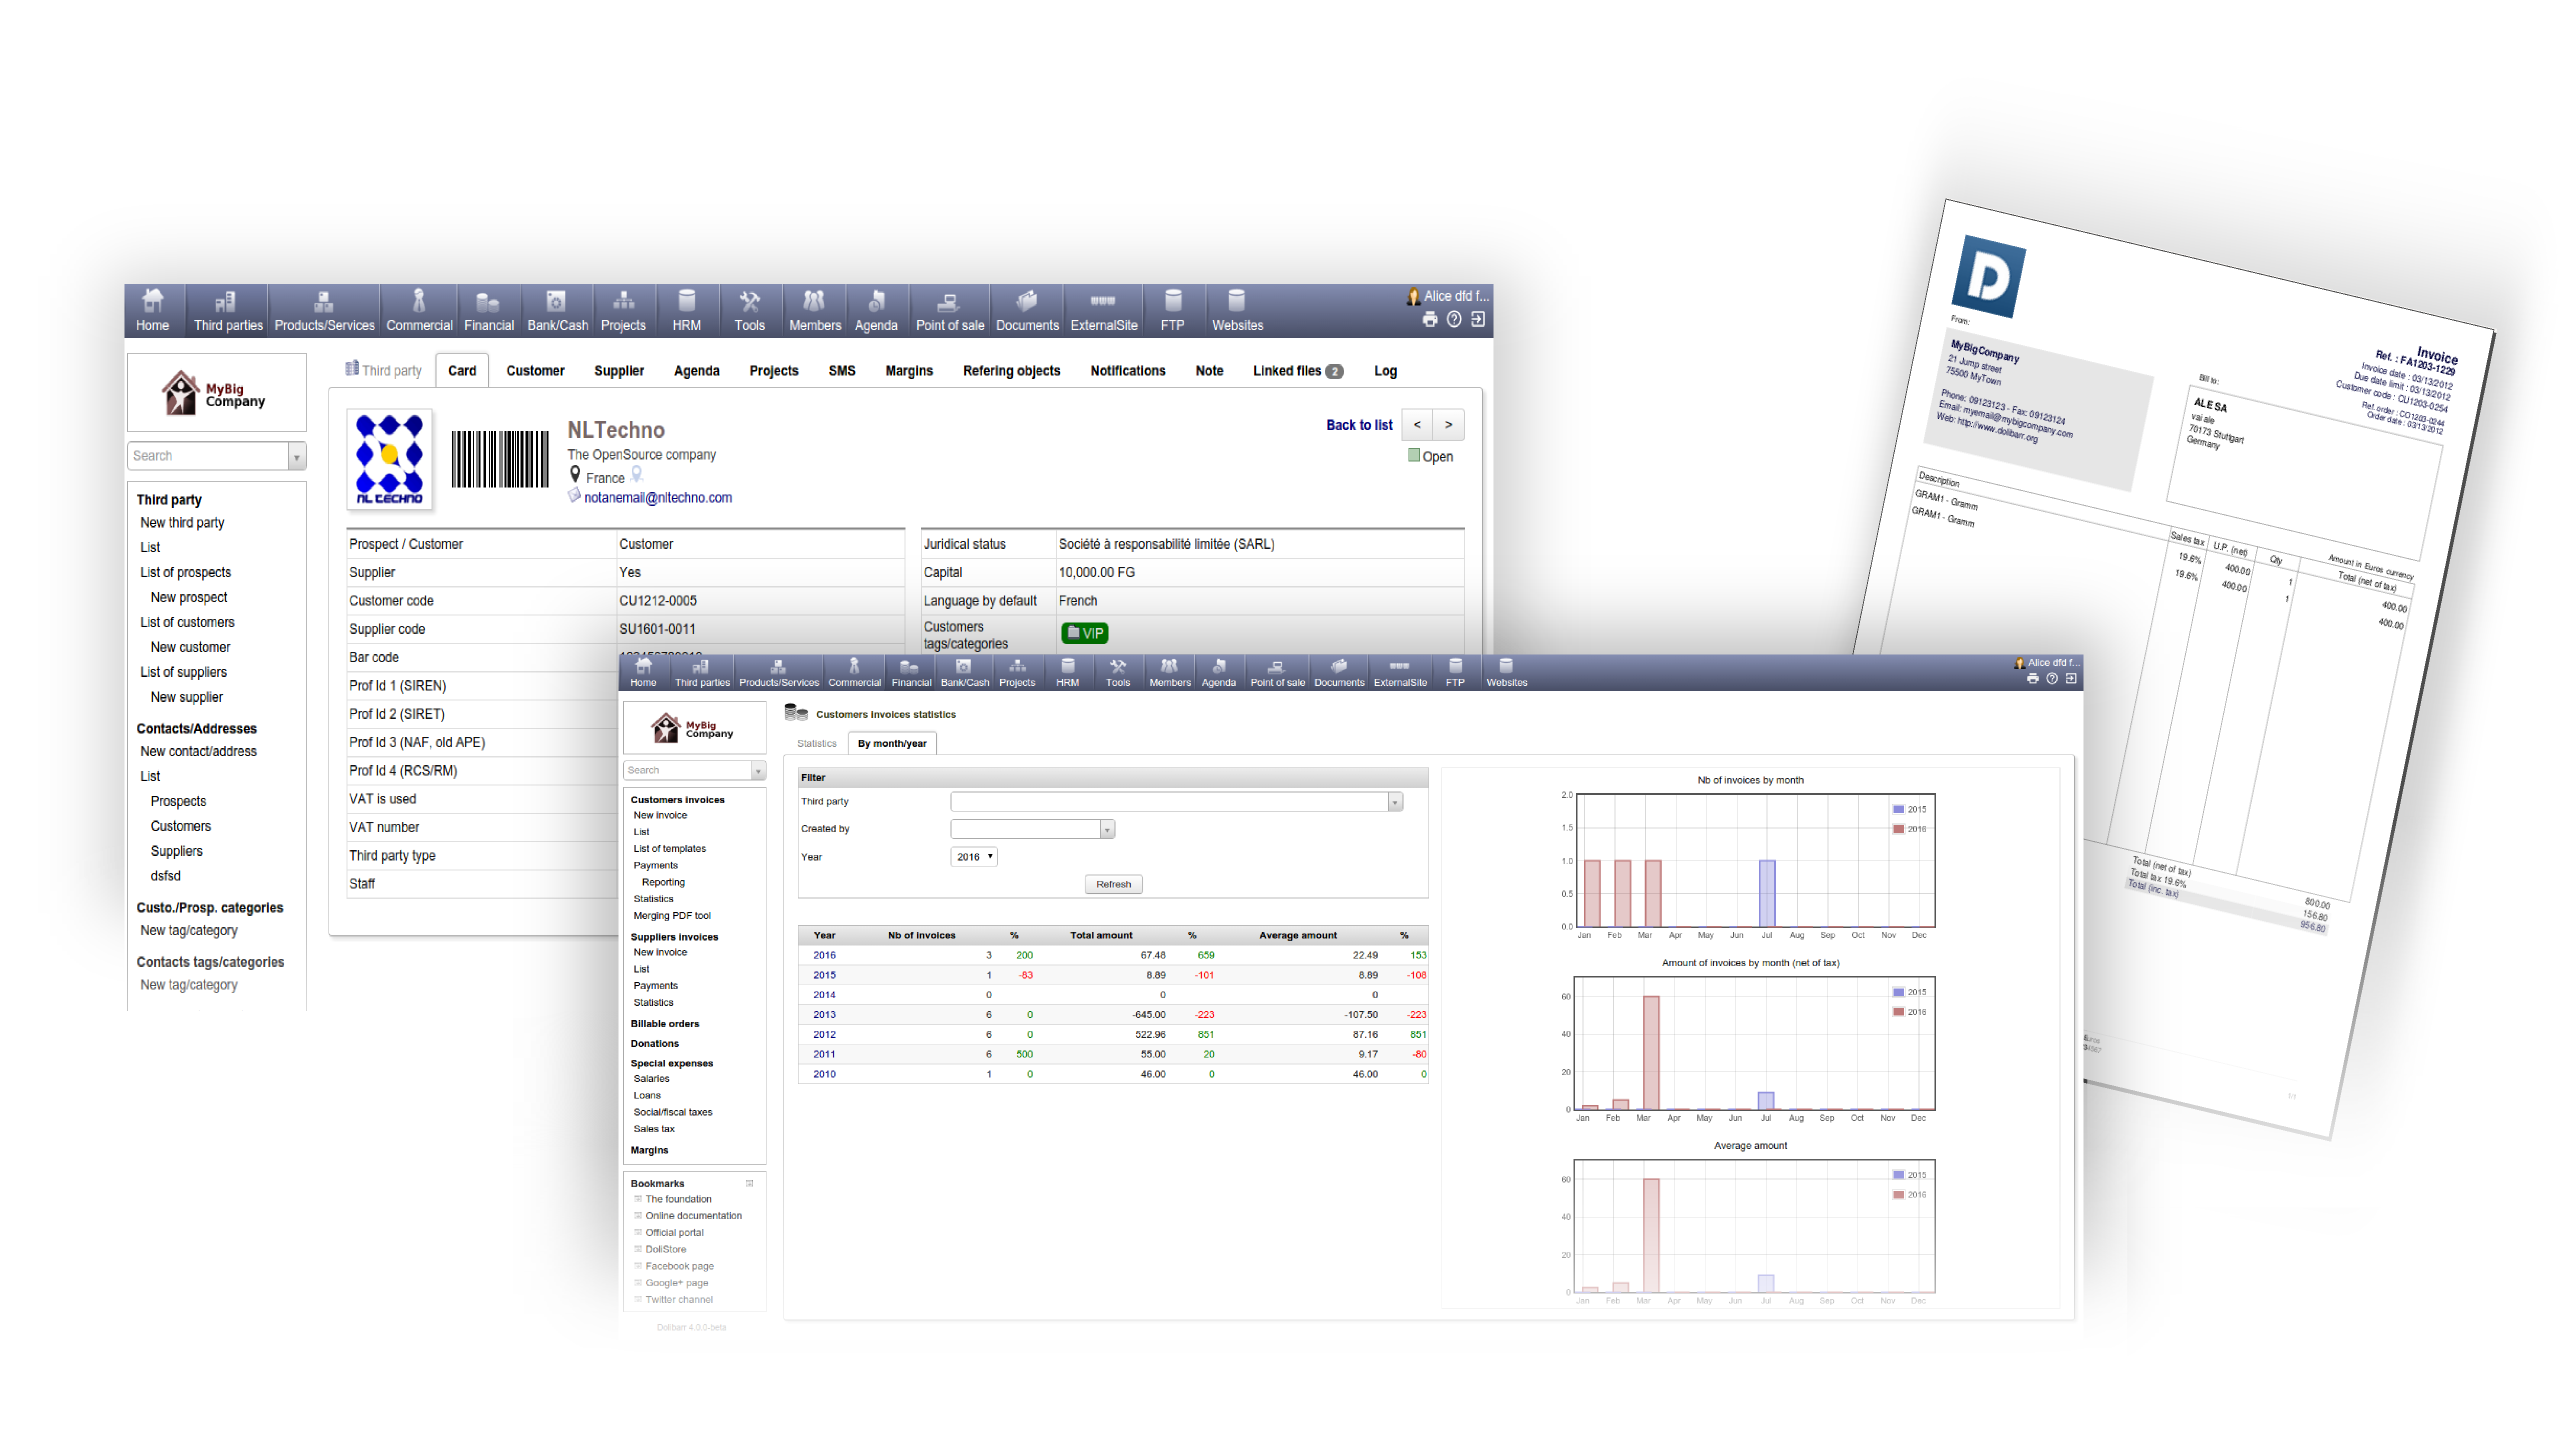 Home Third parties Products/Services Commercial Financial Bank/Cash Projects HRM Tools Members Agenda Point of sale Documents ExternalSite FTP Websites
Alice dfd f...
MyBig
Company
Search
Third party
New third party
List
List of prospects
New prospect
List of customers
New customer
List of suppliers
New supplier
Contacts/Addresses
New contact/address
List
Prospects
Customers
Suppliers
dsfsd
Custo./Prosp. categories
New tag/category
Contacts tags/categories
New tag/category
Third party Card Customer Supplier Agenda Projects SMS Margins Refering objects Notifications Note Linked files 2 Log
NL TECHNO
NLTechno
The OpenSource company
France
notanemail@nltechno.com
Back to list < >
Open
Prospect / Customer Customer
Supplier Yes
Customer code CU1212-0005
Supplier code SU1601-0011
Bar code
Prof Id 1 (SIREN)
Prof Id 2 (SIRET)
Prof Id 3 (NAF, old APE)
Prof Id 4 (RCS/RM)
VAT is used
VAT number
Third party type
Staff
Juridical status Société à responsabilité limitée (SARL)
Capital 10,000.00 FG
Language by default French
Customers
tags/categories VIP
Home Third parties Products/Services Commercial Financial Bank/Cash Projects HRM Tools Members Agenda Point of sale Documents ExternalSite FTP Websites
Alice dfd f...
MyBig
Company
Search
Customers invoices
New invoice
List
List of templates
Payments
Reporting
Statistics
Merging PDF tool
Suppliers invoices
New invoice
List
Payments
Statistics
Billable orders
Donations
Special expenses
Salaries
Loans
Social/fiscal taxes
Sales tax
Margins
Bookmarks
The foundation
Online documentation
Official portal
DoliStore
Facebook page
Google+ page
Twitter channel
Dolibarr 4.0.0-beta
Customers invoices statistics
Statistics By month/year
Filter
Third party
Created by
Year 2016
Refresh
Year Nb of invoices % Total amount % Average amount %
2016 3 200 67.48 659 22.49 153
2015 1 -83 8.89 -101 8.89 -108
2014 0 0 0
2013 6 0 -645.00 -223 -107.50 -223
2012 6 0 522.96 851 87.16 851
2011 6 500 55.00 20 9.17 -80
2010 1 0 46.00 0 46.00 0
Nb of invoices by month
2.0
1.5
1.0
0.5
0.0
2015
2016
Jan Feb Mar Apr May Jun Jul Aug Sep Oct Nov Dec
Amount of invoices by month (net of tax)
60
40
20
0
2015
2016
Jan Feb Mar Apr May Jun Jul Aug Sep Oct Nov Dec
Average amount
60
40
20
0
2015
2016
Jan Feb Mar Apr May Jun Jul Aug Sep Oct Nov Dec
D
Invoice
Ref. : FA1203-1229
Invoice date : 03/13/2012
Due date limit : 03/13/2012
Customer code : CU1203-0254
Ref. order : CO1203-0244
Order date : 03/13/2012
From:
MyBigCompany
21 Jump street
75500 MyTown
Phone: 09123123 - Fax: 09123124
Email: myemail@mybigcompany.com
Web: http://www.dolibarr.org
Bill to:
ALE SA
vai ale
70173 Stuttgart
Germany
Amount in Euros currency
Description Sales tax U.P. (net) Qty Total (net of tax)
GRAM1 - Gramm 19.6% 400.00 1 400.00
GRAM1 - Gramm 19.6% 400.00 1 400.00
Total (net of tax) 800.00
Total tax 19.6% 156.80
Total (inc. tax) 956.80
1/1